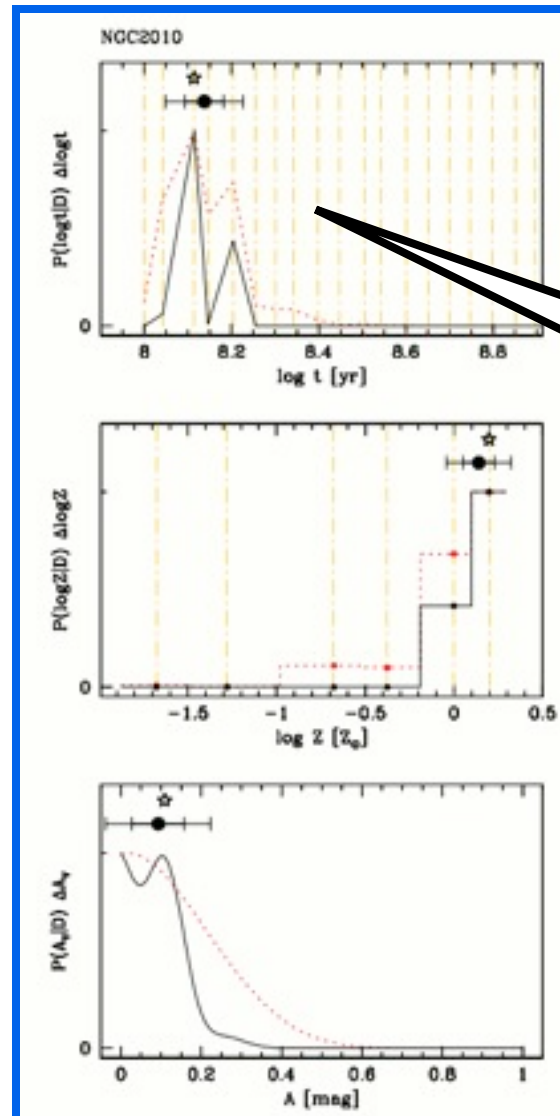 NGC2010
P(logt|D) Δlogt
0
8 8.2 8.4 8.6 8.8
log t [yr]
P(logZ|D) ΔlogZ
0
-1.5 -1 -0.5 0 0.5
log Z [Z⊙]
P(Aᵥ|D) ΔAᵥ
0
0 0.2 0.4 0.6 0.8 1
A [mag]